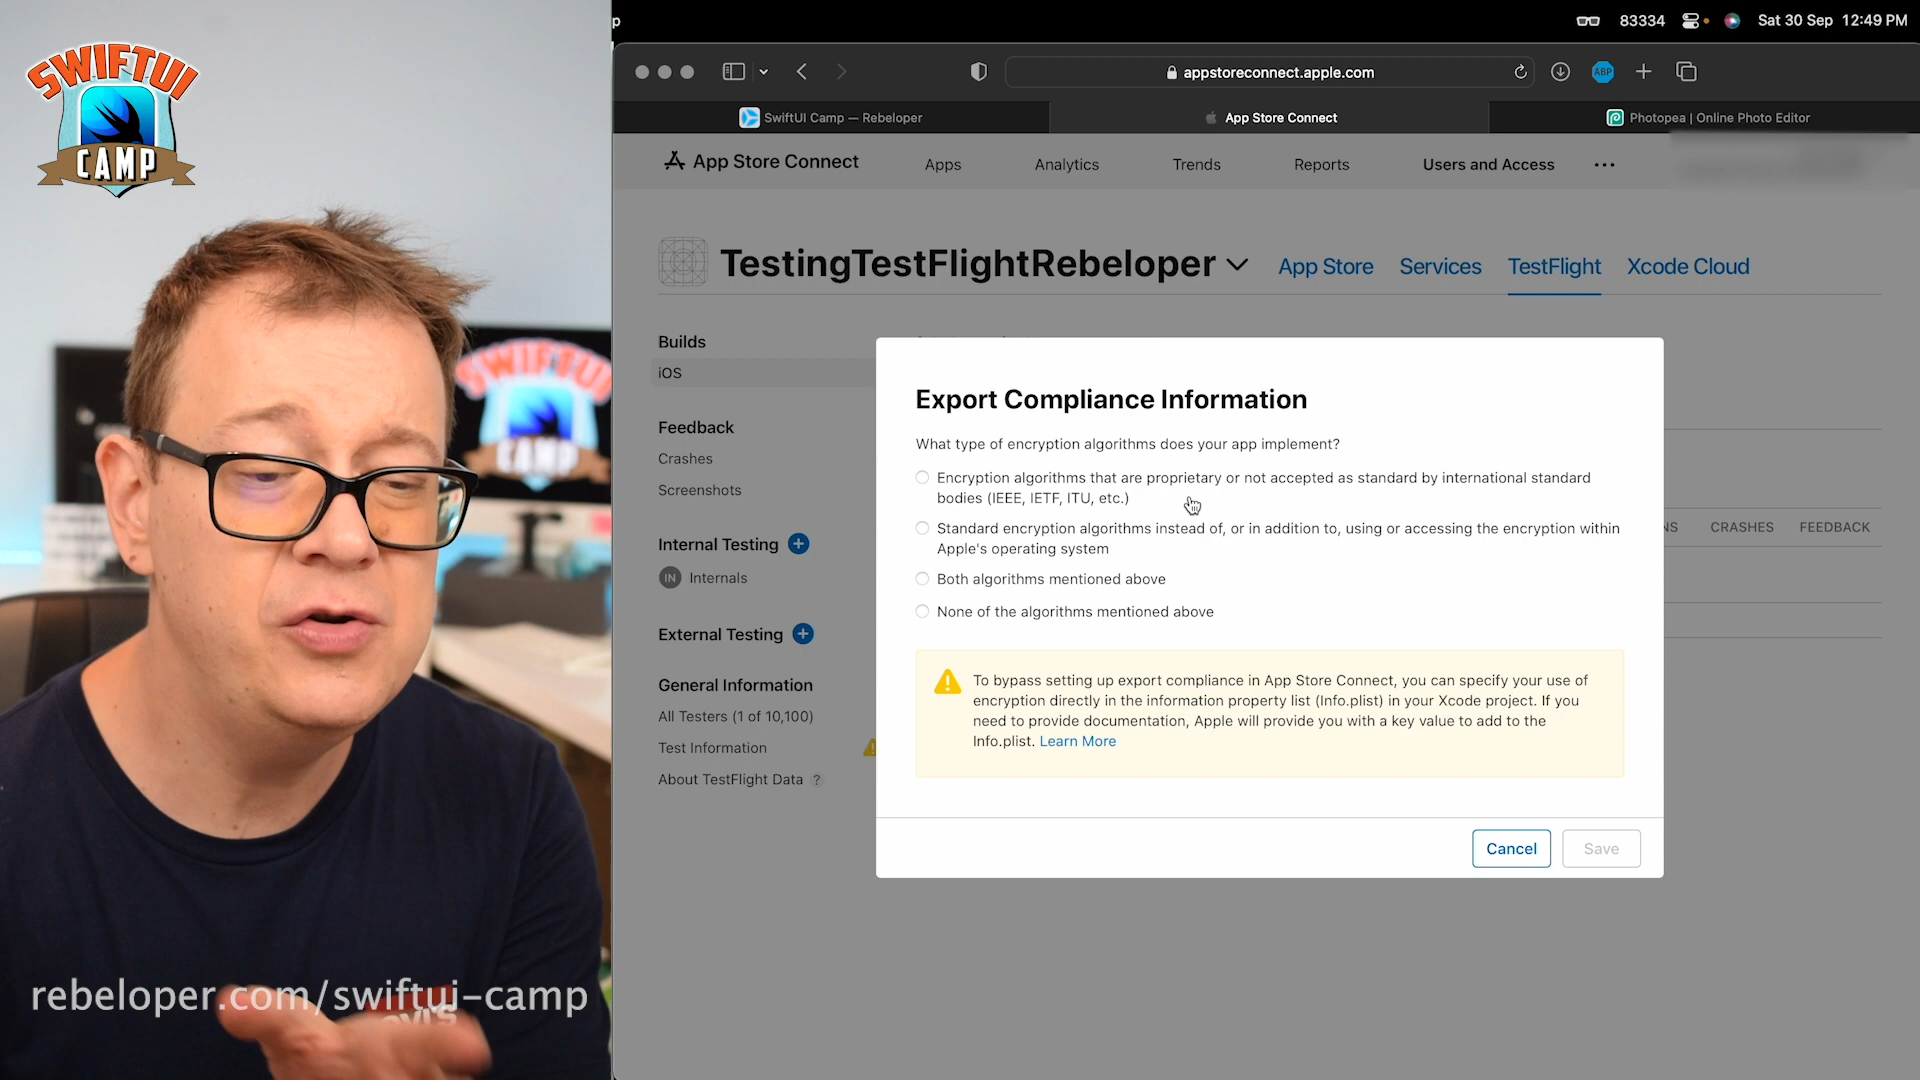 SWIFTUI
CAMP
p
83334
Sat 30 Sep 12:49 PM
appstoreconnect.apple.com
ABP
SwiftUI Camp — Rebeloper
App Store Connect
Photopea | Online Photo Editor
App Store Connect
Apps
Analytics
Trends
Reports
Users and Access
TestingTestFlightRebeloper
App Store
Services
TestFlight
Xcode Cloud
Builds
iOS
Feedback
Crashes
Screenshots
Internal Testing
IN Internals
External Testing
General Information
All Testers (1 of 10,100)
Test Information
About TestFlight Data ?
Export Compliance Information
What type of encryption algorithms does your app implement?
Encryption algorithms that are proprietary or not accepted as standard by international standard
bodies (IEEE, IETF, ITU, etc.)
Standard encryption algorithms instead of, or in addition to, using or accessing the encryption within
Apple's operating system
Both algorithms mentioned above
None of the algorithms mentioned above
To bypass setting up export compliance in App Store Connect, you can specify your use of
encryption directly in the information property list (Info.plist) in your Xcode project. If you
need to provide documentation, Apple will provide you with a key value to add to the
Info.plist. Learn More
Cancel
Save
NS
CRASHES
FEEDBACK
SWIFTUI
CAMP
rebeloper.com/swiftui-camp